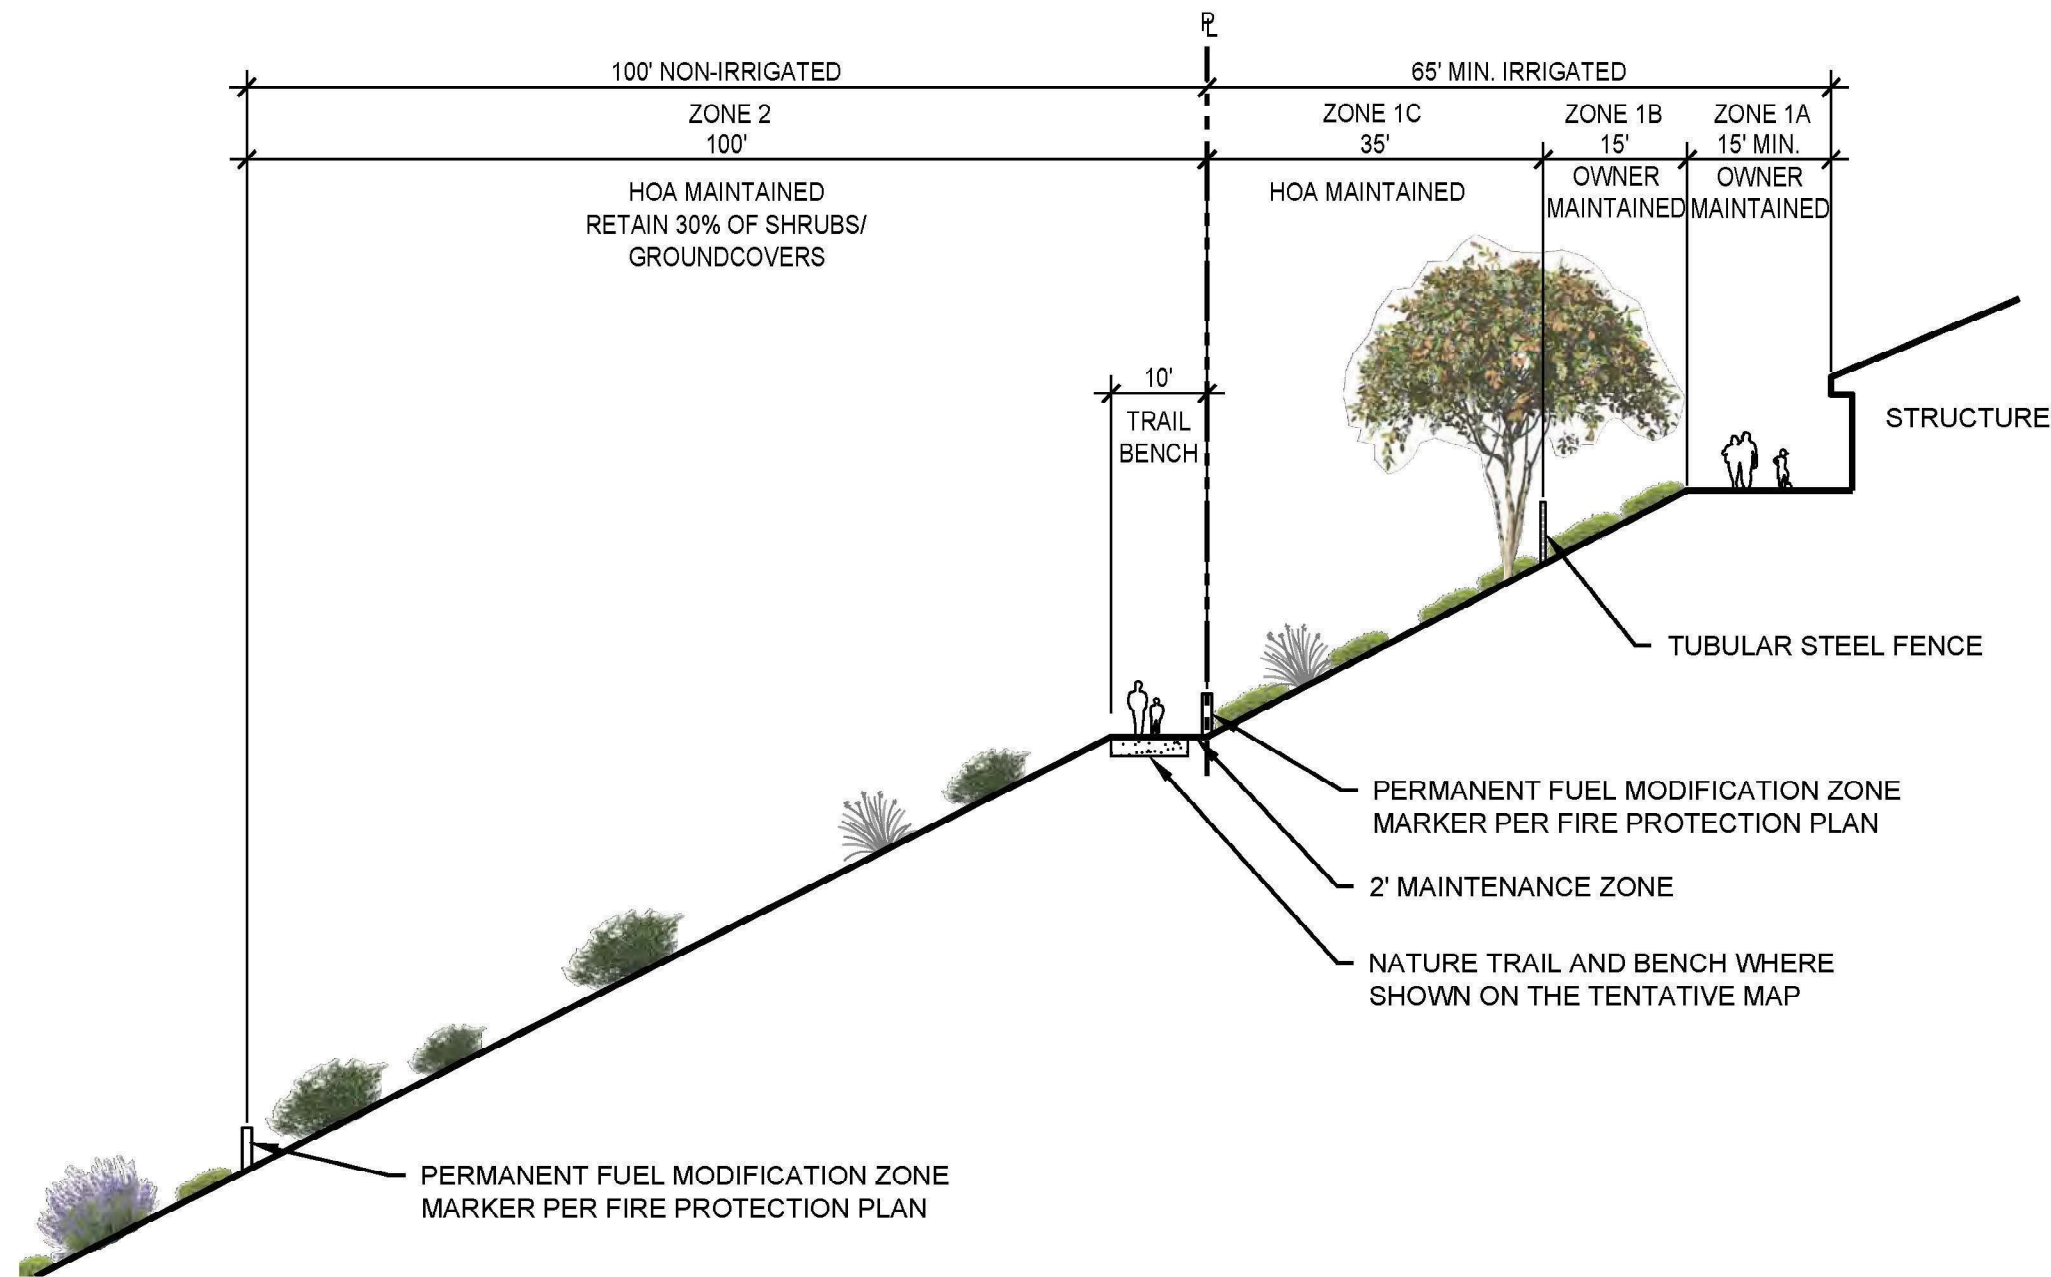 PL
100' NON-IRRIGATED
65' MIN. IRRIGATED
ZONE 2
100'
HOA MAINTAINED
RETAIN 30% OF SHRUBS/
GROUNDCOVERS
ZONE 1C
35'
HOA MAINTAINED
ZONE 1B
15'
OWNER
MAINTAINED
ZONE 1A
15' MIN.
OWNER
MAINTAINED
10'
TRAIL
BENCH
STRUCTURE
TUBULAR STEEL FENCE
PERMANENT FUEL MODIFICATION ZONE
MARKER PER FIRE PROTECTION PLAN
2' MAINTENANCE ZONE
NATURE TRAIL AND BENCH WHERE
SHOWN ON THE TENTATIVE MAP
PERMANENT FUEL MODIFICATION ZONE
MARKER PER FIRE PROTECTION PLAN